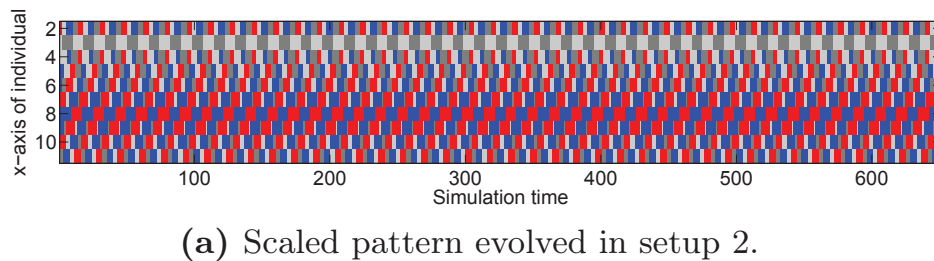 x-axis of individual
2
4
6
8
10
100 200 300 400 500 600
Simulation time
(a) Scaled pattern evolved in setup 2.